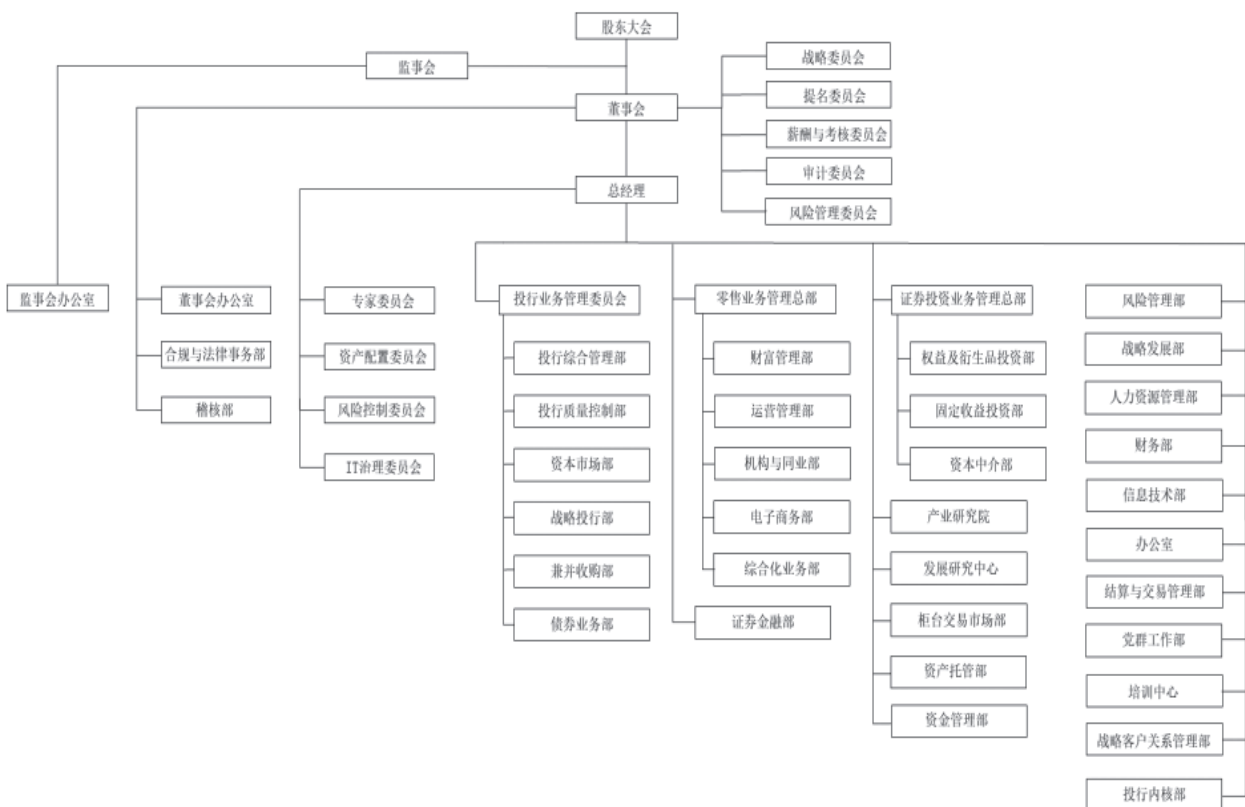 股东大会
监事会
董事会
战略委员会
提名委员会
薪酬与考核委员会
审计委员会
风险管理委员会
总经理
监事会办公室
董事会办公室
合规与法律事务部
稽核部
专家委员会
资产配置委员会
风险控制委员会
IT治理委员会
投行业务管理委员会
投行综合管理部
投行质量控制部
资本市场部
战略投行部
兼并收购部
债券业务部
零售业务管理总部
财富管理部
运营管理部
机构与同业部
电子商务部
综合化业务部
证券金融部
证券投资业务管理总部
权益及衍生品投资部
固定收益投资部
资本中介部
产业研究院
发展研究中心
柜台交易市场部
资产托管部
资金管理部
风险管理部
战略发展部
人力资源管理部
财务部
信息技术部
办公室
结算与交易管理部
党群工作部
培训中心
战略客户关系管理部
投行内核部